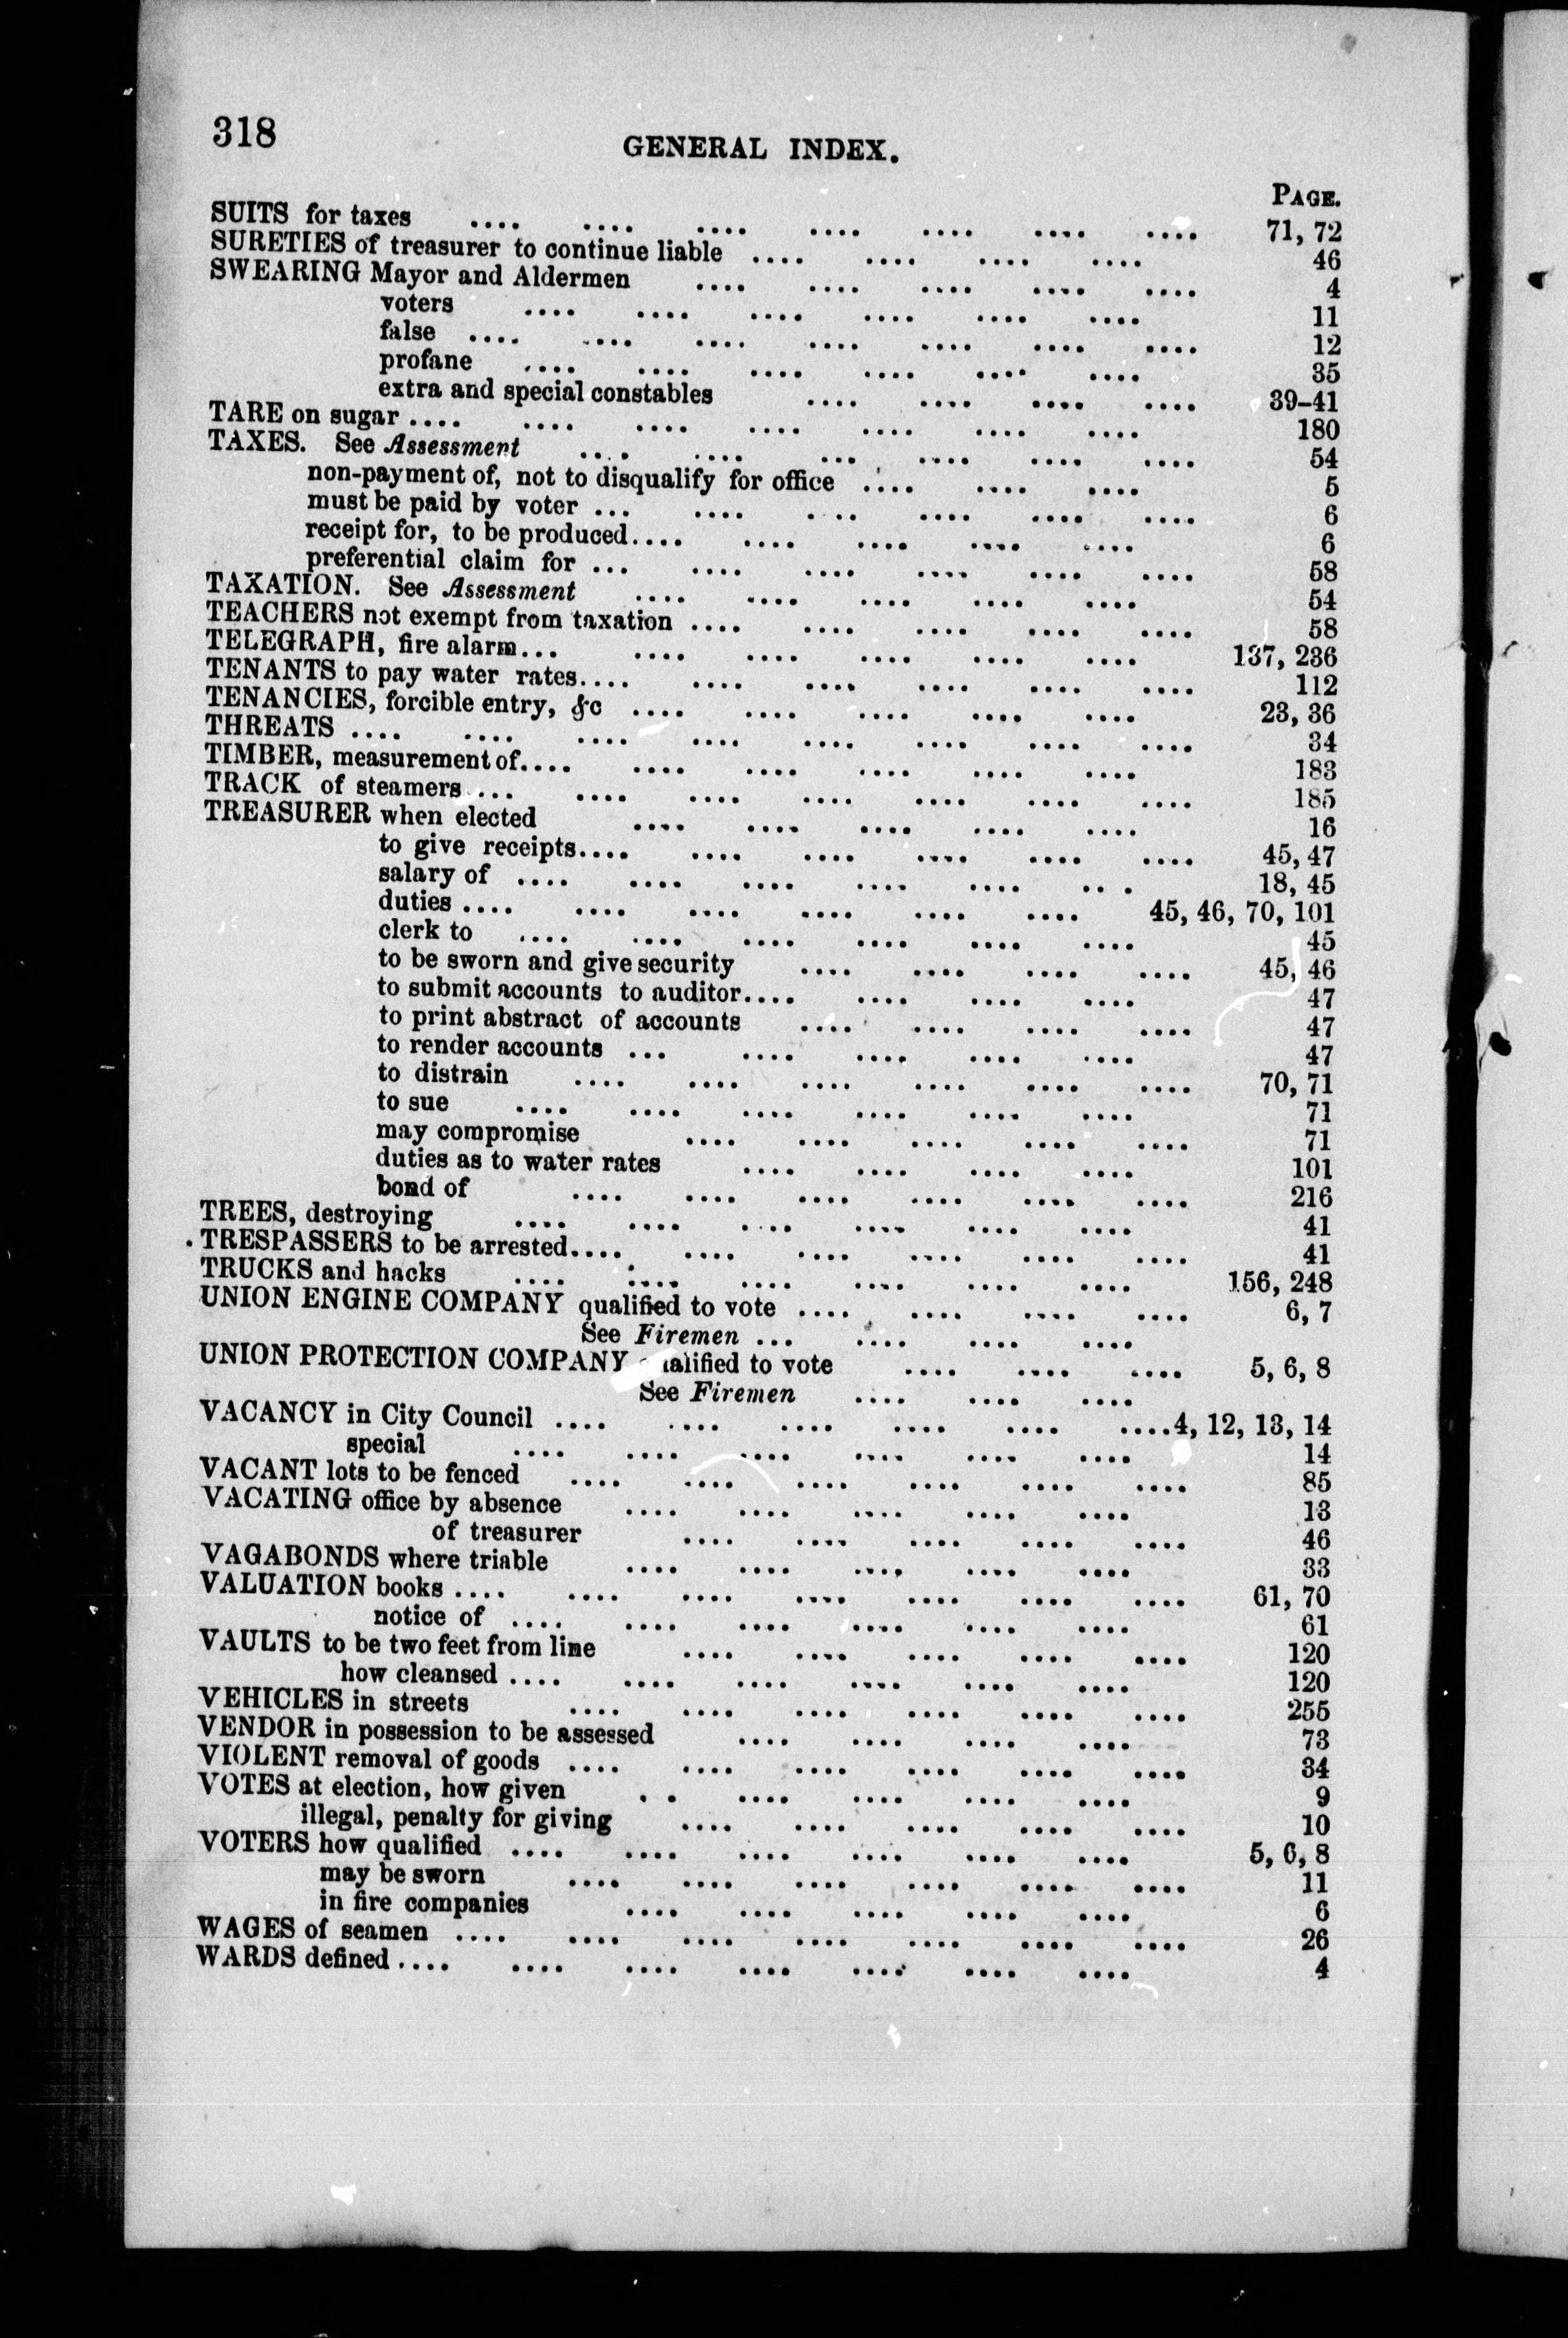 318
GENERAL INDEX.
PAGE.
SUITS for taxes .... .... .... .... .... .... .... 71, 72
SURETIES of treasurer to continue liable .... .... .... .... 46
SWEARING Mayor and Aldermen .... .... .... .... .... 4
voters .... .... .... .... .... .... 11
false .... .... .... .... .... .... .... 12
profane .... .... .... .... .... .... 35
extra and special constables .... .... .... .... 39-41
TARE on sugar .... .... .... .... .... .... .... 180
TAXES. See Assessment .... .... ... .... .... .... 54
non-payment of, not to disqualify for office .... .... .... 5
must be paid by voter ... .... .... .... .... .... 6
receipt for, to be produced .... .... .... .... .... 6
preferential claim for ... .... .... .... .... .... 58
TAXATION. See Assessment .... .... .... .... .... 54
TEACHERS not exempt from taxation .... .... .... .... .... 58
TELEGRAPH, fire alarm ... .... .... .... .... .... 137, 236
TENANTS to pay water rates .... .... .... .... .... .... 112
TENANCIES, forcible entry, &c .... .... .... .... .... 23, 36
THREATS .... .... .... .... .... .... .... .... 34
TIMBER, measurement of .... .... .... .... .... .... 183
TRACK of steamers .... .... .... .... .... .... .... 185
TREASURER when elected .... .... .... .... .... 16
to give receipts .... .... .... .... .... .... 45, 47
salary of .... .... .... .... .... .... 18, 45
duties .... .... .... .... .... .... 45, 46, 70, 101
clerk to .... .... .... .... .... .... 45
to be sworn and give security .... .... .... .... 45, 46
to submit accounts to auditor .... .... .... .... 47
to print abstract of accounts .... .... .... .... 47
to render accounts ... .... .... .... .... 47
to distrain .... .... .... .... .... .... 70, 71
to sue .... .... .... .... .... .... 71
may compromise .... .... .... .... .... 71
duties as to water rates .... .... .... .... 101
bond of .... .... .... .... .... .... 216
TREES, destroying .... .... .... .... .... .... 41
TRESPASSERS to be arrested .... .... .... .... .... .... 41
TRUCKS and hacks .... .... .... .... .... .... 156, 248
UNION ENGINE COMPANY qualified to vote .... .... .... .... 6, 7
See Firemen ... .... .... ....
UNION PROTECTION COMPANY alified to vote .... .... .... 5, 6, 8
See Firemen .... .... ....
VACANCY in City Council .... .... .... .... .... .... 4, 12, 13, 14
special .... .... .... .... .... .... 14
VACANT lots to be fenced .... .... .... .... .... .... 85
VACATING office by absence .... .... .... .... .... 13
of treasurer .... .... .... .... .... 46
VAGABONDS where triable .... .... .... .... .... 33
VALUATION books .... .... .... .... .... .... .... 61, 70
notice of .... .... .... .... .... .... 61
VAULTS to be two feet from line .... .... .... .... .... 120
how cleansed .... .... .... .... .... .... 120
VEHICLES in streets .... .... .... .... .... .... 255
VENDOR in possession to be assessed .... .... .... .... 73
VIOLENT removal of goods .... .... .... .... .... .... 34
VOTES at election, how given . . .... .... .... .... 9
illegal, penalty for giving .... .... .... .... .... 10
VOTERS how qualified .... .... .... .... .... .... 5, 6, 8
may be sworn .... .... .... .... .... .... 11
in fire companies .... .... .... .... .... 6
WAGES of seamen .... .... .... .... .... .... .... 26
WARDS defined .... .... .... .... .... .... .... 4